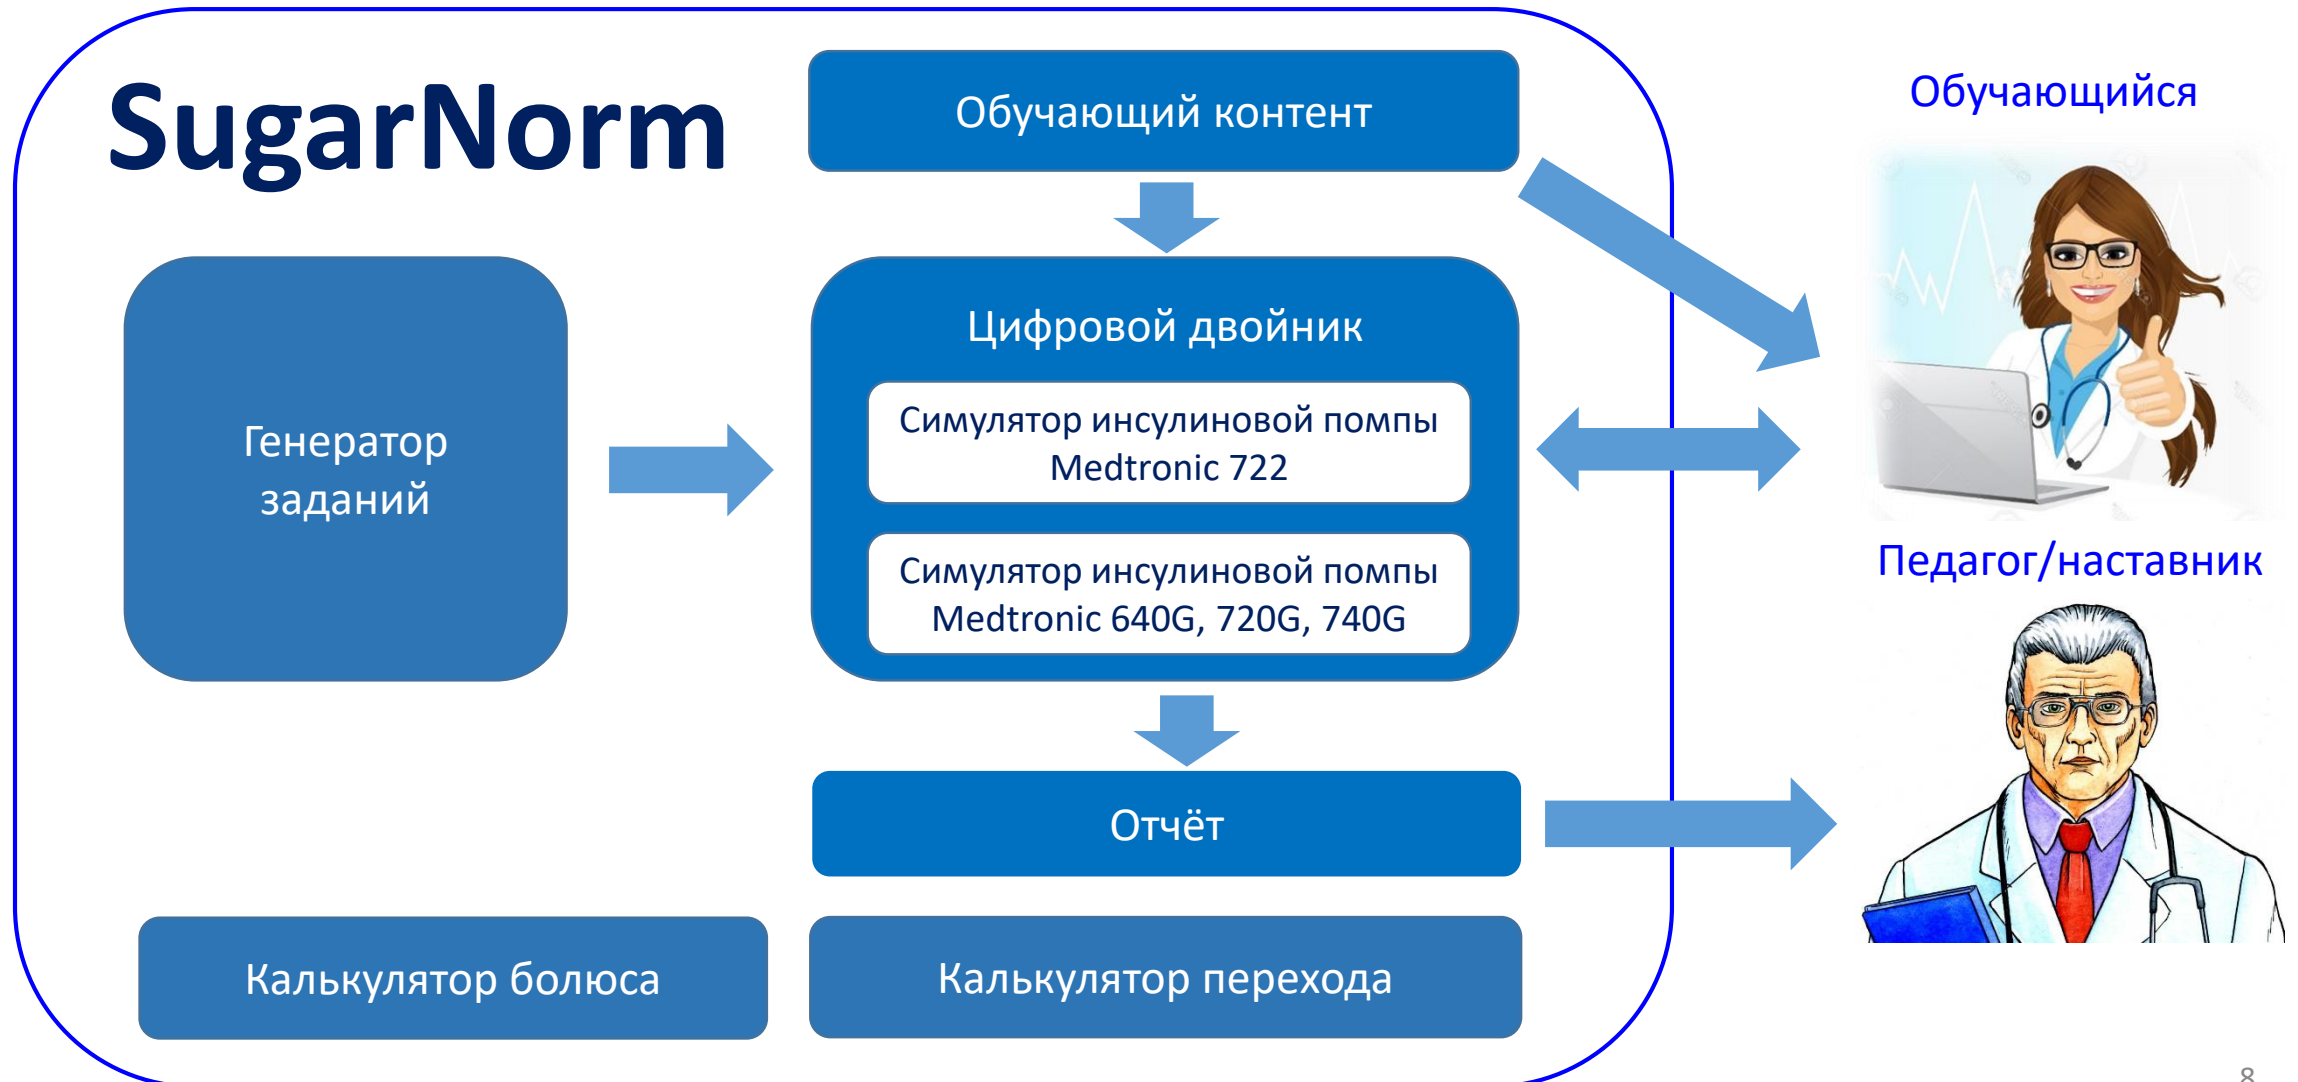 SugarNorm
Обучающий контент
Обучающийся
Цифровой двойник
Генератор
заданий
Симулятор инсулиновой помпы
Medtronic 722
Симулятор инсулиновой помпы
Medtronic 640G, 720G, 740G
Педагог/наставник
Отчёт
Калькулятор болюса
Калькулятор перехода
8